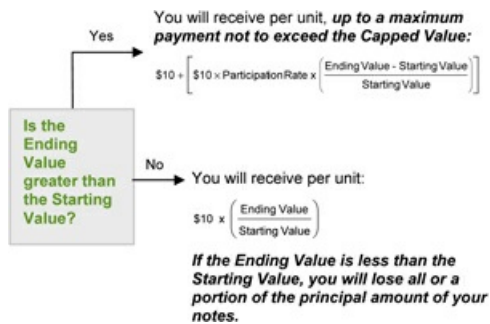 You will receive per unit, up to a maximum
payment not to exceed the Capped Value:
Yes
$10 + [$10 × Participation Rate x (Ending Value - Starting Value / Starting Value)]
Is the
Ending
Value
greater than
the Starting
Value?
No
You will receive per unit:
$10 x (Ending Value / Starting Value)
If the Ending Value is less than the
Starting Value, you will lose all or a
portion of the principal amount of your
notes.